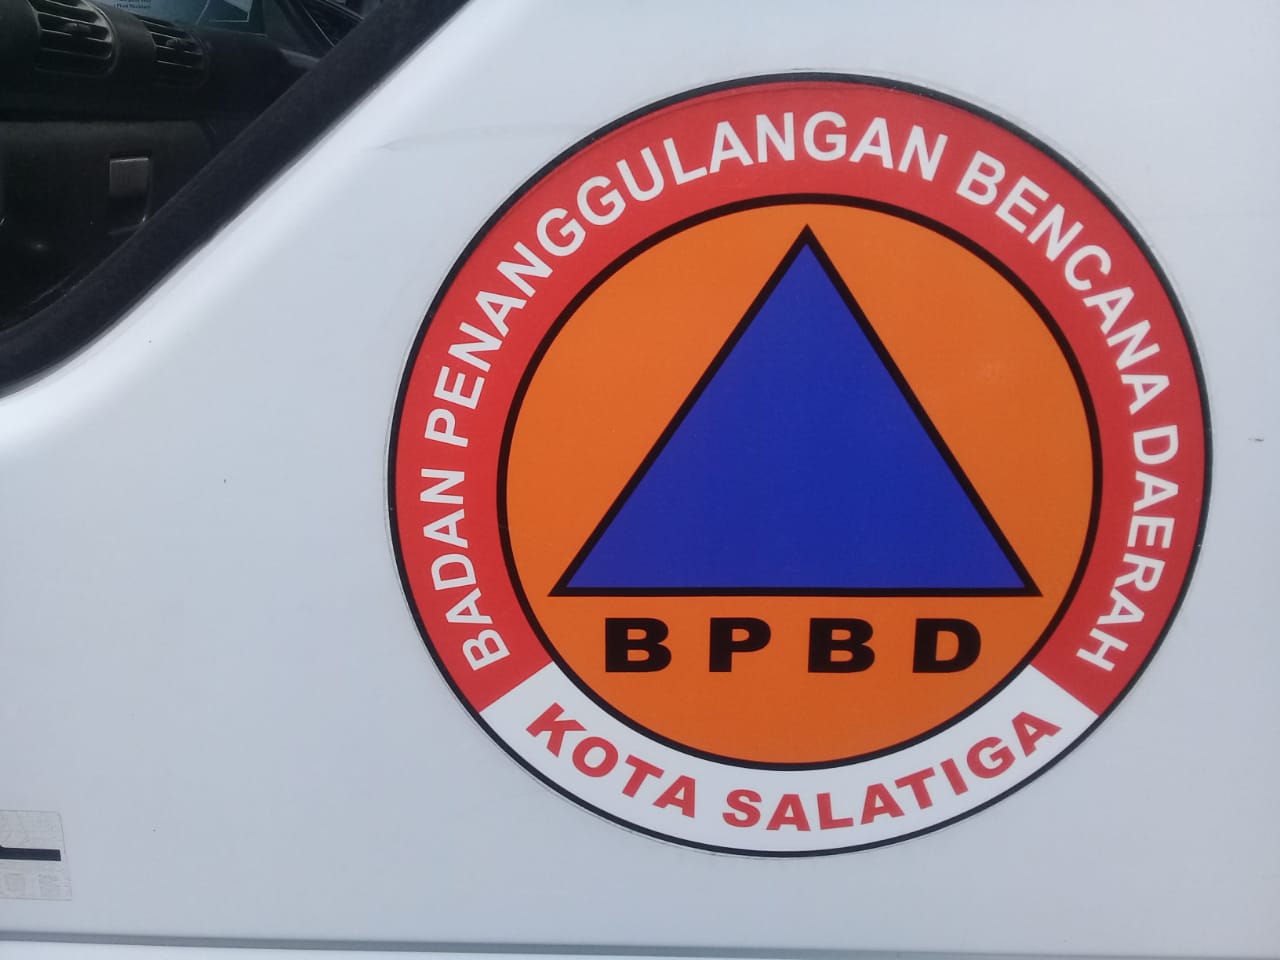 BADAN PENANGGULANGAN BENCANA DAERAH
BPBD
KOTA SALATIGA